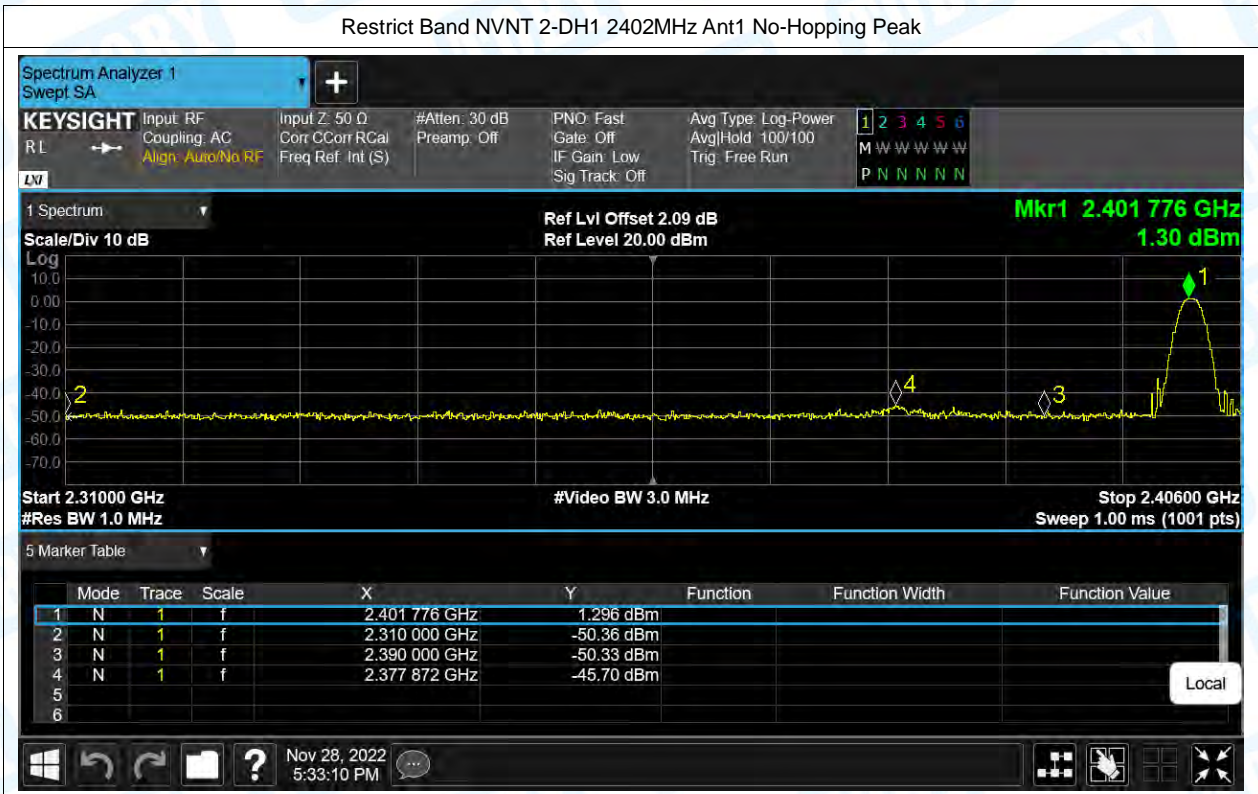 Restrict Band NVNT 2-DH1 2402MHz Ant1 No-Hopping Peak
Spectrum Analyzer 1
Swept SA
+
KEYSIGHT Input: RF Input Z: 50 Ω #Atten: 30 dB PNO: Fast Avg Type: Log-Power 1 2 3 4 5 6
RL Coupling: AC Corr CCorr RCal Preamp: Off Gate: Off Avg|Hold: 100/100 M W W W W W W
Align: Auto/No RF Freq Ref: Int (S) IF Gain: Low Trig: Free Run
LXI Sig Track: Off P N N N N N N
1 Spectrum Ref Lvl Offset 2.09 dB Mkr1 2.401 776 GHz
Scale/Div 10 dB Ref Level 20.00 dBm 1.30 dBm
Log
10.0 1
0.00
-10.0
-20.0
-30.0
-40.0 2 4 3
-50.0
-60.0
-70.0
Start 2.31000 GHz #Video BW 3.0 MHz Stop 2.40600 GHz
#Res BW 1.0 MHz Sweep 1.00 ms (1001 pts)
5 Marker Table
Mode Trace Scale X Y Function Function Width Function Value
1 N 1 f 2.401 776 GHz 1.296 dBm
2 N 1 f 2.310 000 GHz -50.36 dBm
3 N 1 f 2.390 000 GHz -50.33 dBm
4 N 1 f 2.377 872 GHz -45.70 dBm
5
6
Local
? Nov 28, 2022
5:33:10 PM